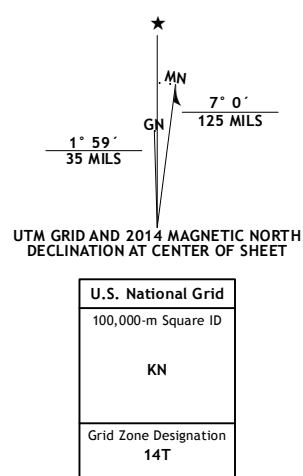 ★
MN
GN
7° 0´
125 MILS
1° 59´
35 MILS
UTM GRID AND 2014 MAGNETIC NORTH
DECLINATION AT CENTER OF SHEET
U.S. National Grid
100,000-m Square ID
KN
Grid Zone Designation
14T